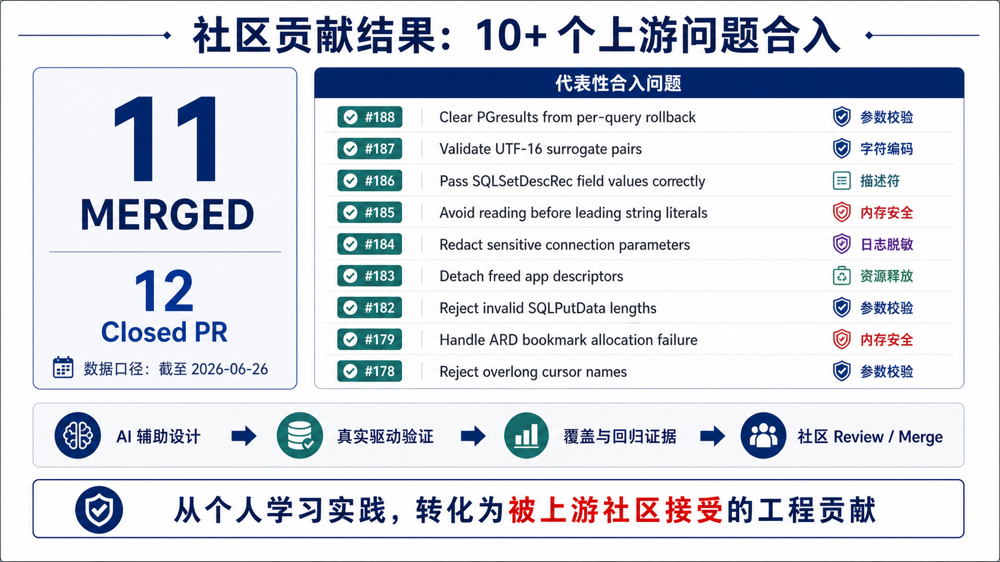 社区贡献结果：10+ 个上游问题合入
11
MERGED
12
Closed PR
数据口径：截至 2026-06-26
代表性合入问题
#188 Clear PGresults from per-query rollback 参数校验
#187 Validate UTF-16 surrogate pairs 字符编码
#186 Pass SQLSetDescRec field values correctly 描述符
#185 Avoid reading before leading string literals 内存安全
#184 Redact sensitive connection parameters 日志脱敏
#183 Detach freed app descriptors 资源释放
#182 Reject invalid SQLPutData lengths 参数校验
#179 Handle ARD bookmark allocation failure 内存安全
#178 Reject overlong cursor names 参数校验
AI 辅助设计 真实驱动验证 覆盖与回归证据 社区 Review / Merge
从个人学习实践，转化为被上游社区接受的工程贡献